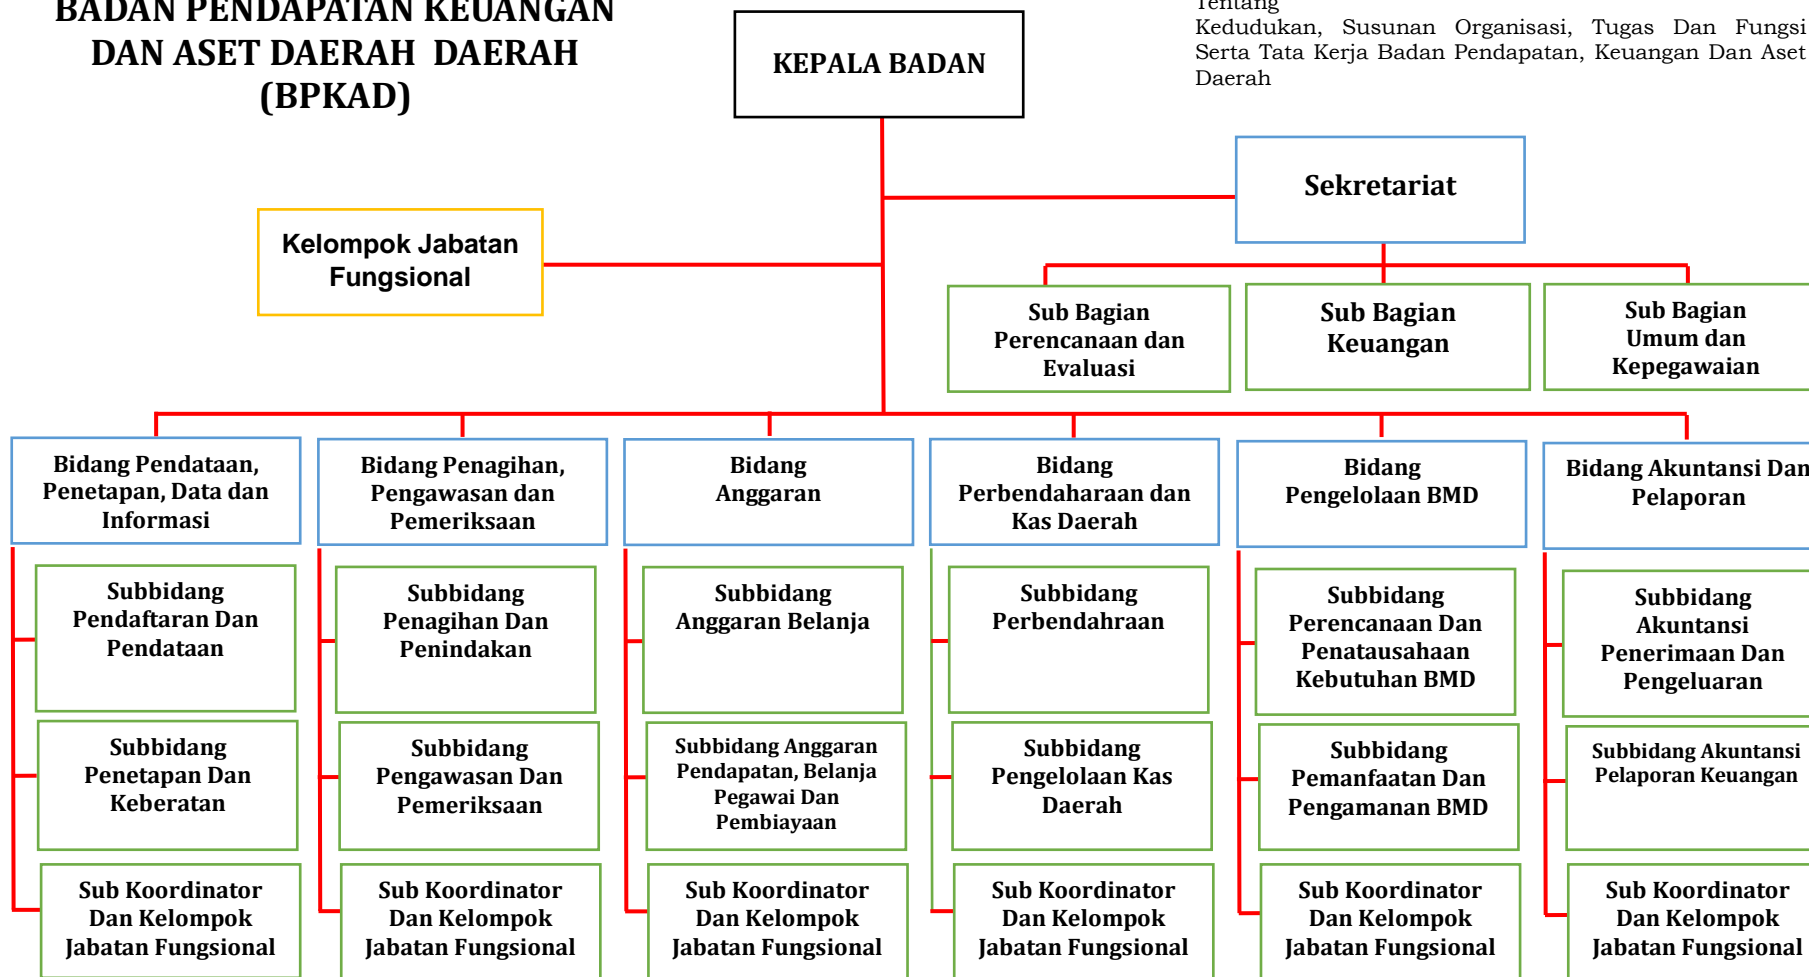 BADAN PENDAPATAN KEUANGAN
DAN ASET DAERAH DAERAH
(BPKAD)
KEPALA BADAN
Tentang
Kedudukan, Susunan Organisasi, Tugas Dan Fungsi
Serta Tata Kerja Badan Pendapatan, Keuangan Dan Aset
Daerah
Sekretariat
Kelompok Jabatan
Fungsional
Sub Bagian
Perencanaan dan
Evaluasi
Sub Bagian
Keuangan
Sub Bagian
Umum dan
Kepegawaian
Bidang Pendataan,
Penetapan, Data dan
Informasi
Bidang Penagihan,
Pengawasan dan
Pemeriksaan
Bidang
Anggaran
Bidang
Perbendaharaan dan
Kas Daerah
Bidang
Pengelolaan BMD
Bidang Akuntansi Dan
Pelaporan
Subbidang
Pendaftaran Dan
Pendataan
Subbidang
Penagihan Dan
Penindakan
Subbidang
Anggaran Belanja
Subbidang
Perbendahraan
Subbidang
Perencanaan Dan
Penatausahaan
Kebutuhan BMD
Subbidang
Akuntansi
Penerimaan Dan
Pengeluaran
Subbidang
Penetapan Dan
Keberatan
Subbidang
Pengawasan Dan
Pemeriksaan
Subbidang Anggaran
Pendapatan, Belanja
Pegawai Dan
Pembiayaan
Subbidang
Pengelolaan Kas
Daerah
Subbidang
Pemanfaatan Dan
Pengamanan BMD
Subbidang Akuntansi
Pelaporan Keuangan
Sub Koordinator
Dan Kelompok
Jabatan Fungsional
Sub Koordinator
Dan Kelompok
Jabatan Fungsional
Sub Koordinator
Dan Kelompok
Jabatan Fungsional
Sub Koordinator
Dan Kelompok
Jabatan Fungsional
Sub Koordinator
Dan Kelompok
Jabatan Fungsional
Sub Koordinator
Dan Kelompok
Jabatan Fungsional